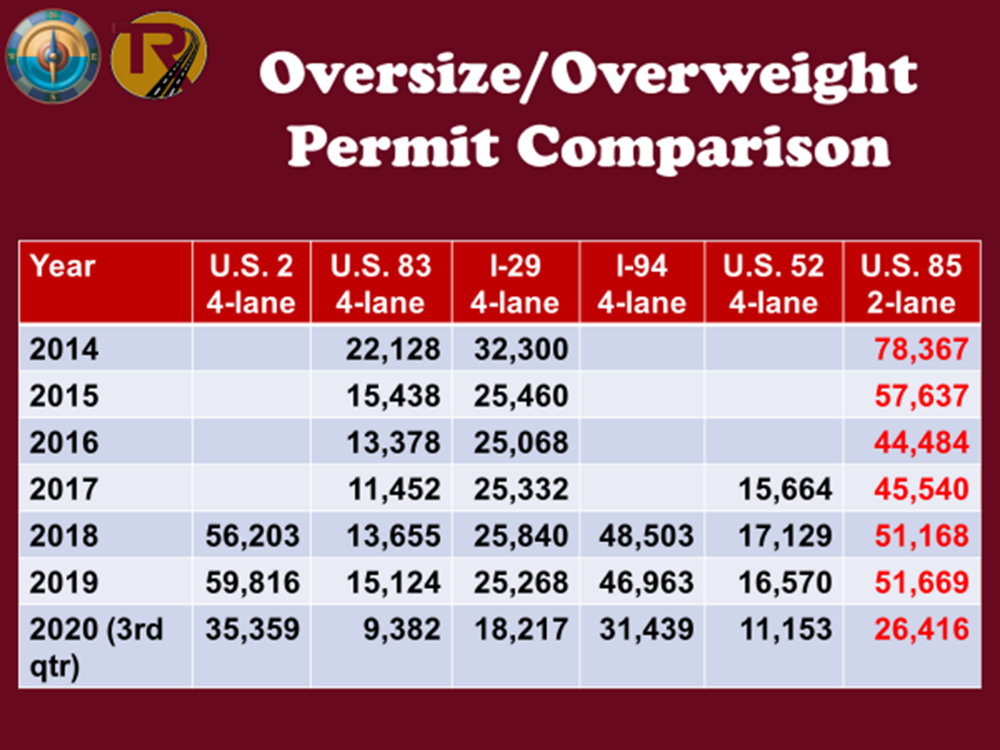 TR
Oversize/Overweight
Permit Comparison
Year U.S. 2 U.S. 83 I-29 I-94 U.S. 52 U.S. 85
4-lane 4-lane 4-lane 4-lane 4-lane 2-lane
2014 22,128 32,300 78,367
2015 15,438 25,460 57,637
2016 13,378 25,068 44,484
2017 11,452 25,332 15,664 45,540
2018 56,203 13,655 25,840 48,503 17,129 51,168
2019 59,816 15,124 25,268 46,963 16,570 51,669
2020 (3rd 35,359 9,382 18,217 31,439 11,153 26,416
qtr)